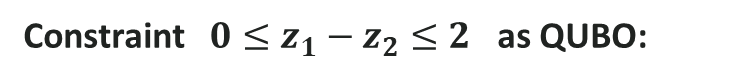 Constraint 0 ≤ z₁ − z₂ ≤ 2 as QUBO: